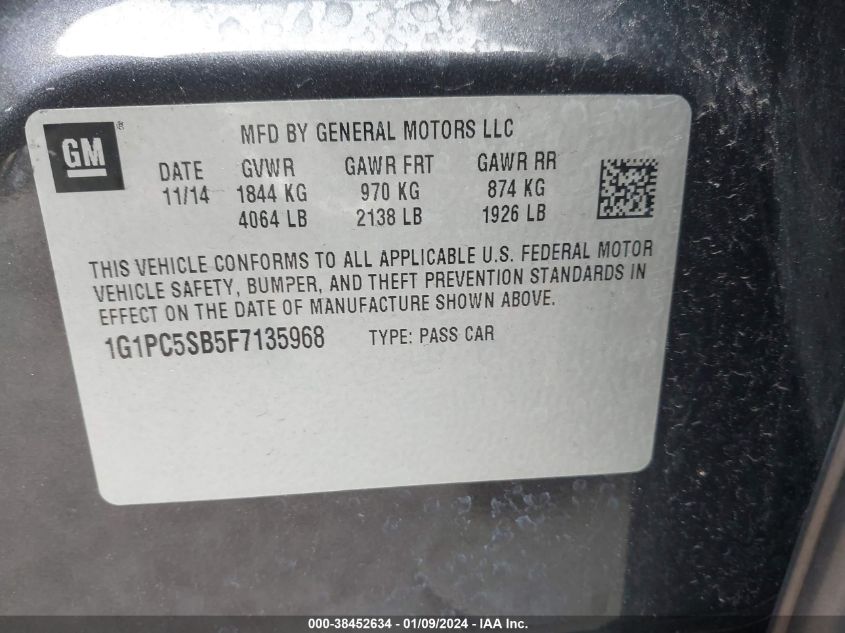 GM ®
MFD BY GENERAL MOTORS LLC
DATE GVWR GAWR FRT GAWR RR
11/14 1844 KG 970 KG 874 KG
4064 LB 2138 LB 1926 LB
THIS VEHICLE CONFORMS TO ALL APPLICABLE U.S. FEDERAL MOTOR
VEHICLE SAFETY, BUMPER, AND THEFT PREVENTION STANDARDS IN
EFFECT ON THE DATE OF MANUFACTURE SHOWN ABOVE.
1G1PC5SB5F7135968 TYPE: PASS CAR
000-38452634 - 01/09/2024 - IAA Inc.